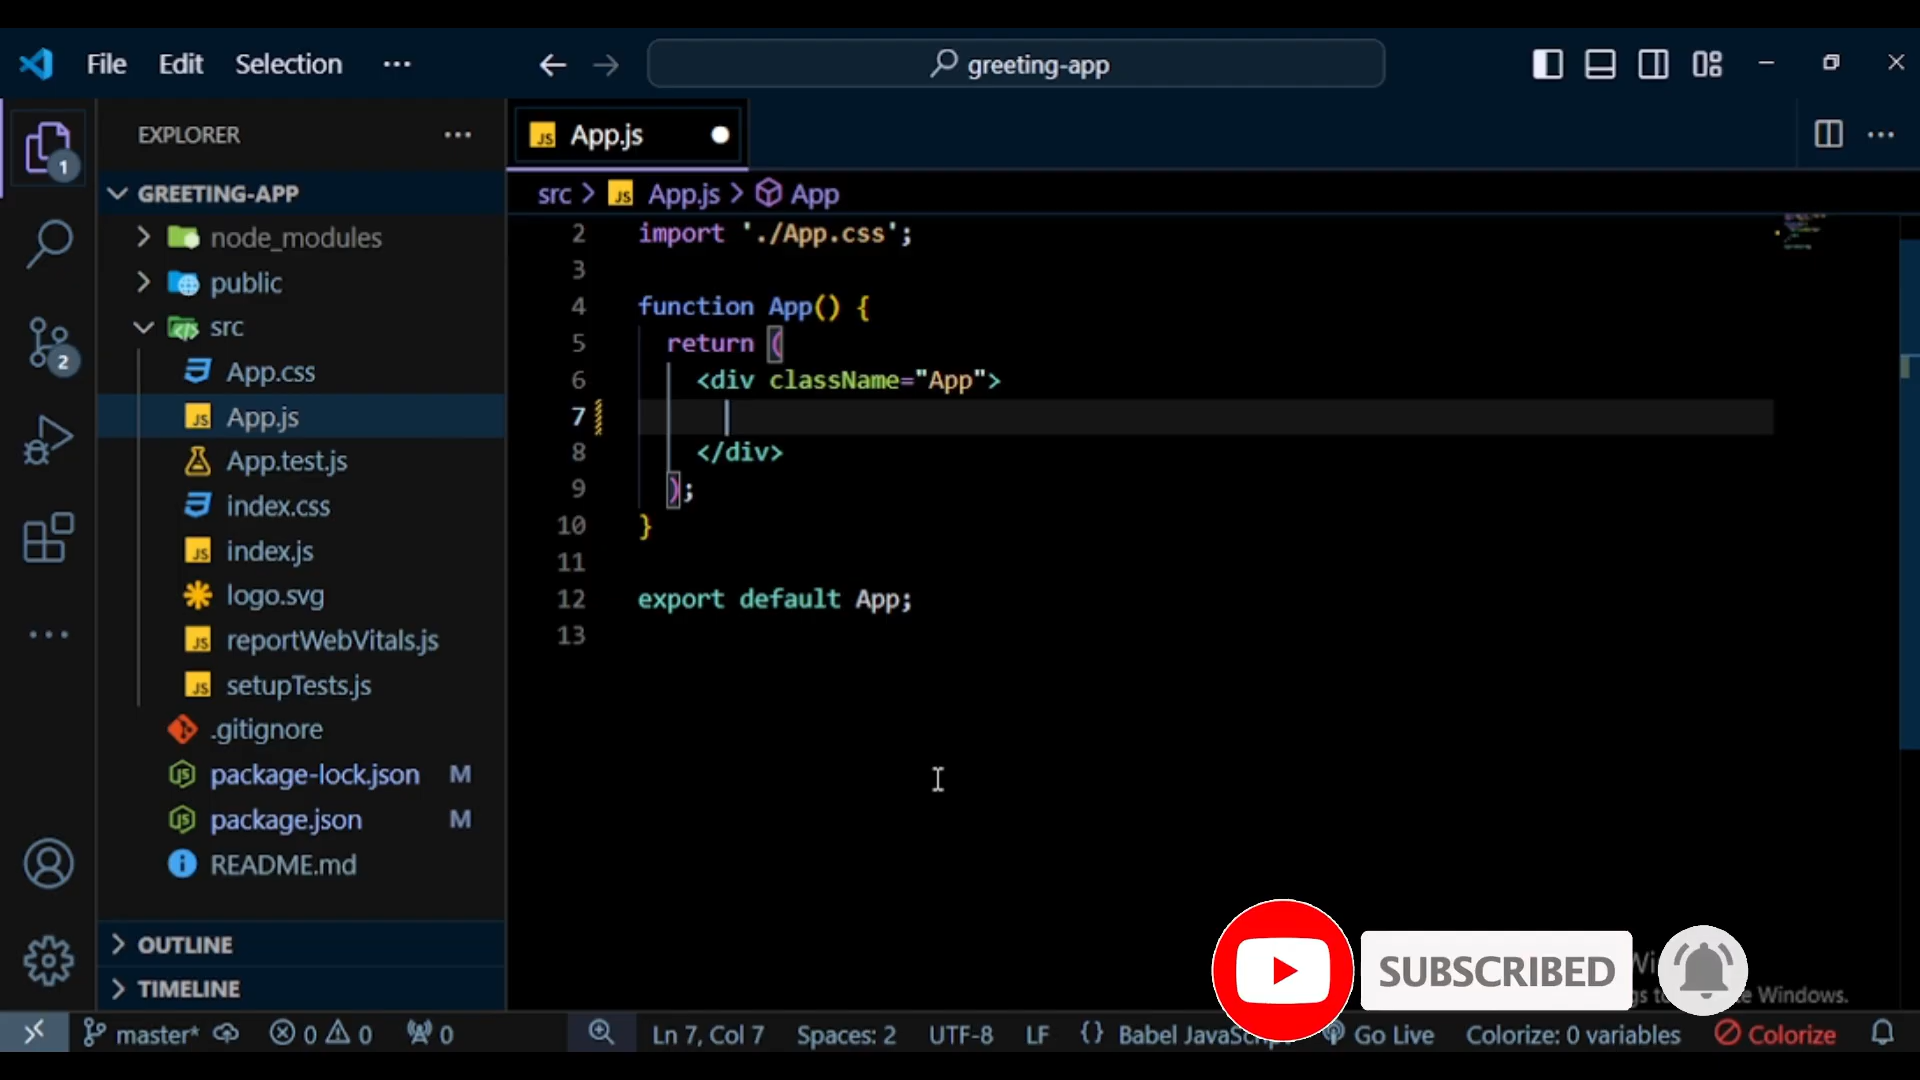 File Edit Selection ···
greeting-app
EXPLORER
App.js
1
GREETING-APP
src > App.js > App
node_modules
public
src
App.css
App.js
App.test.js
index.css
index.js
logo.svg
reportWebVitals.js
setupTests.js
.gitignore
package-lock.json M
package.json M
README.md
2
OUTLINE
TIMELINE
2 import './App.css';
3
4 function App() {
5 return (
6 <div className="App">
7
8 </div>
9 );
10 }
11
12 export default App;
13
SUBSCRIBED
Windows.
master* 0 0 0 Ln 7, Col 7 Spaces: 2 UTF-8 LF {} Babel JavaScript Go Live Colorize: 0 variables Colorize